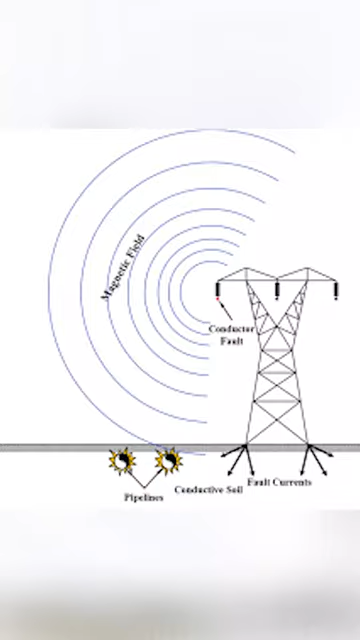 Magnetic Field
Conductor
Fault
Fault Currents
Conductive Soil
Pipelines